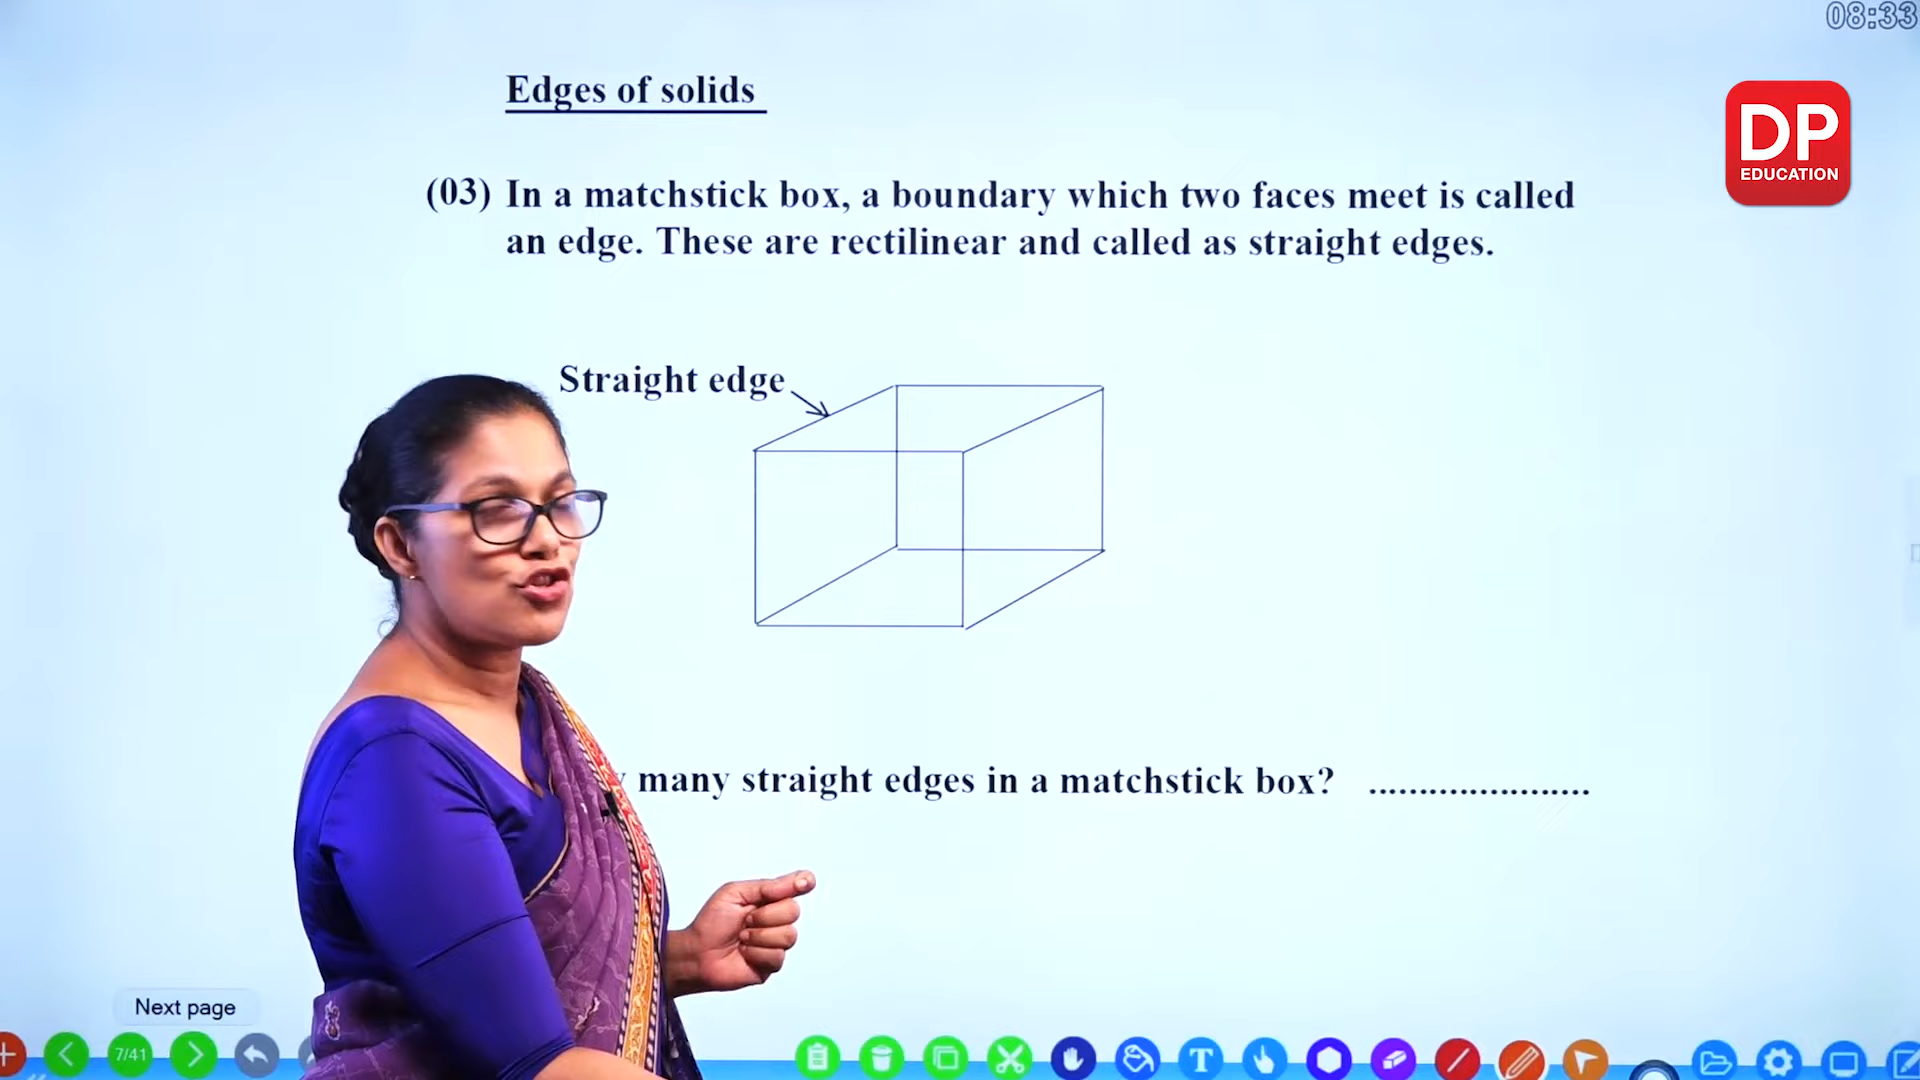 08:33
Edges of solids
DP
EDUCATION
(03) In a matchstick box, a boundary which two faces meet is called
an edge. These are rectilinear and called as straight edges.
Straight edge
many straight edges in a matchstick box? ......................
Next page
7/41
T